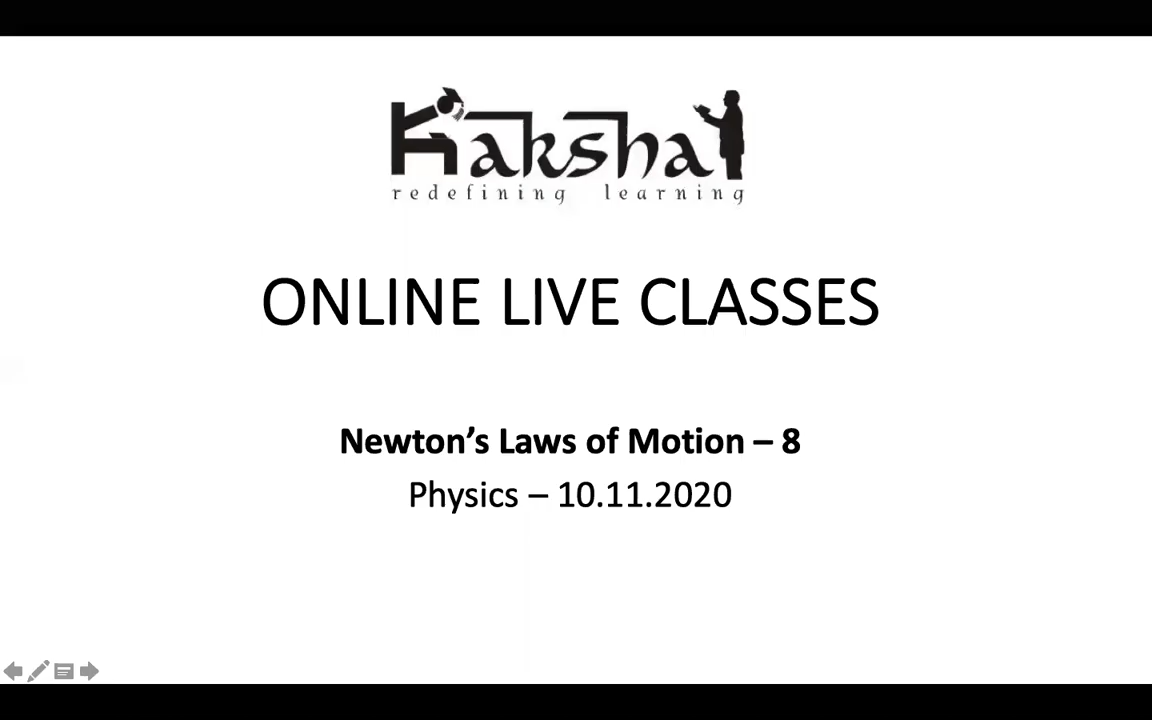 Kaksha
redefining learning
ONLINE LIVE CLASSES
Newton’s Laws of Motion – 8
Physics – 10.11.2020